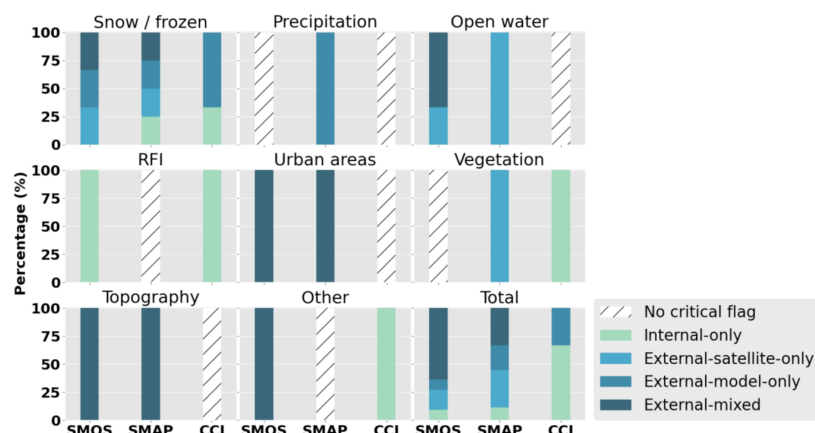 Snow / frozen Precipitation Open water
100
75
50
25
0
RFI Urban areas Vegetation
100
75
50
25
0
Percentage (%)
Topography Other Total
100
75
50
25
0
SMOS SMAP CCI SMOS SMAP CCI SMOS SMAP CCI
No critical flag
Internal-only
External-satellite-only
External-model-only
External-mixed